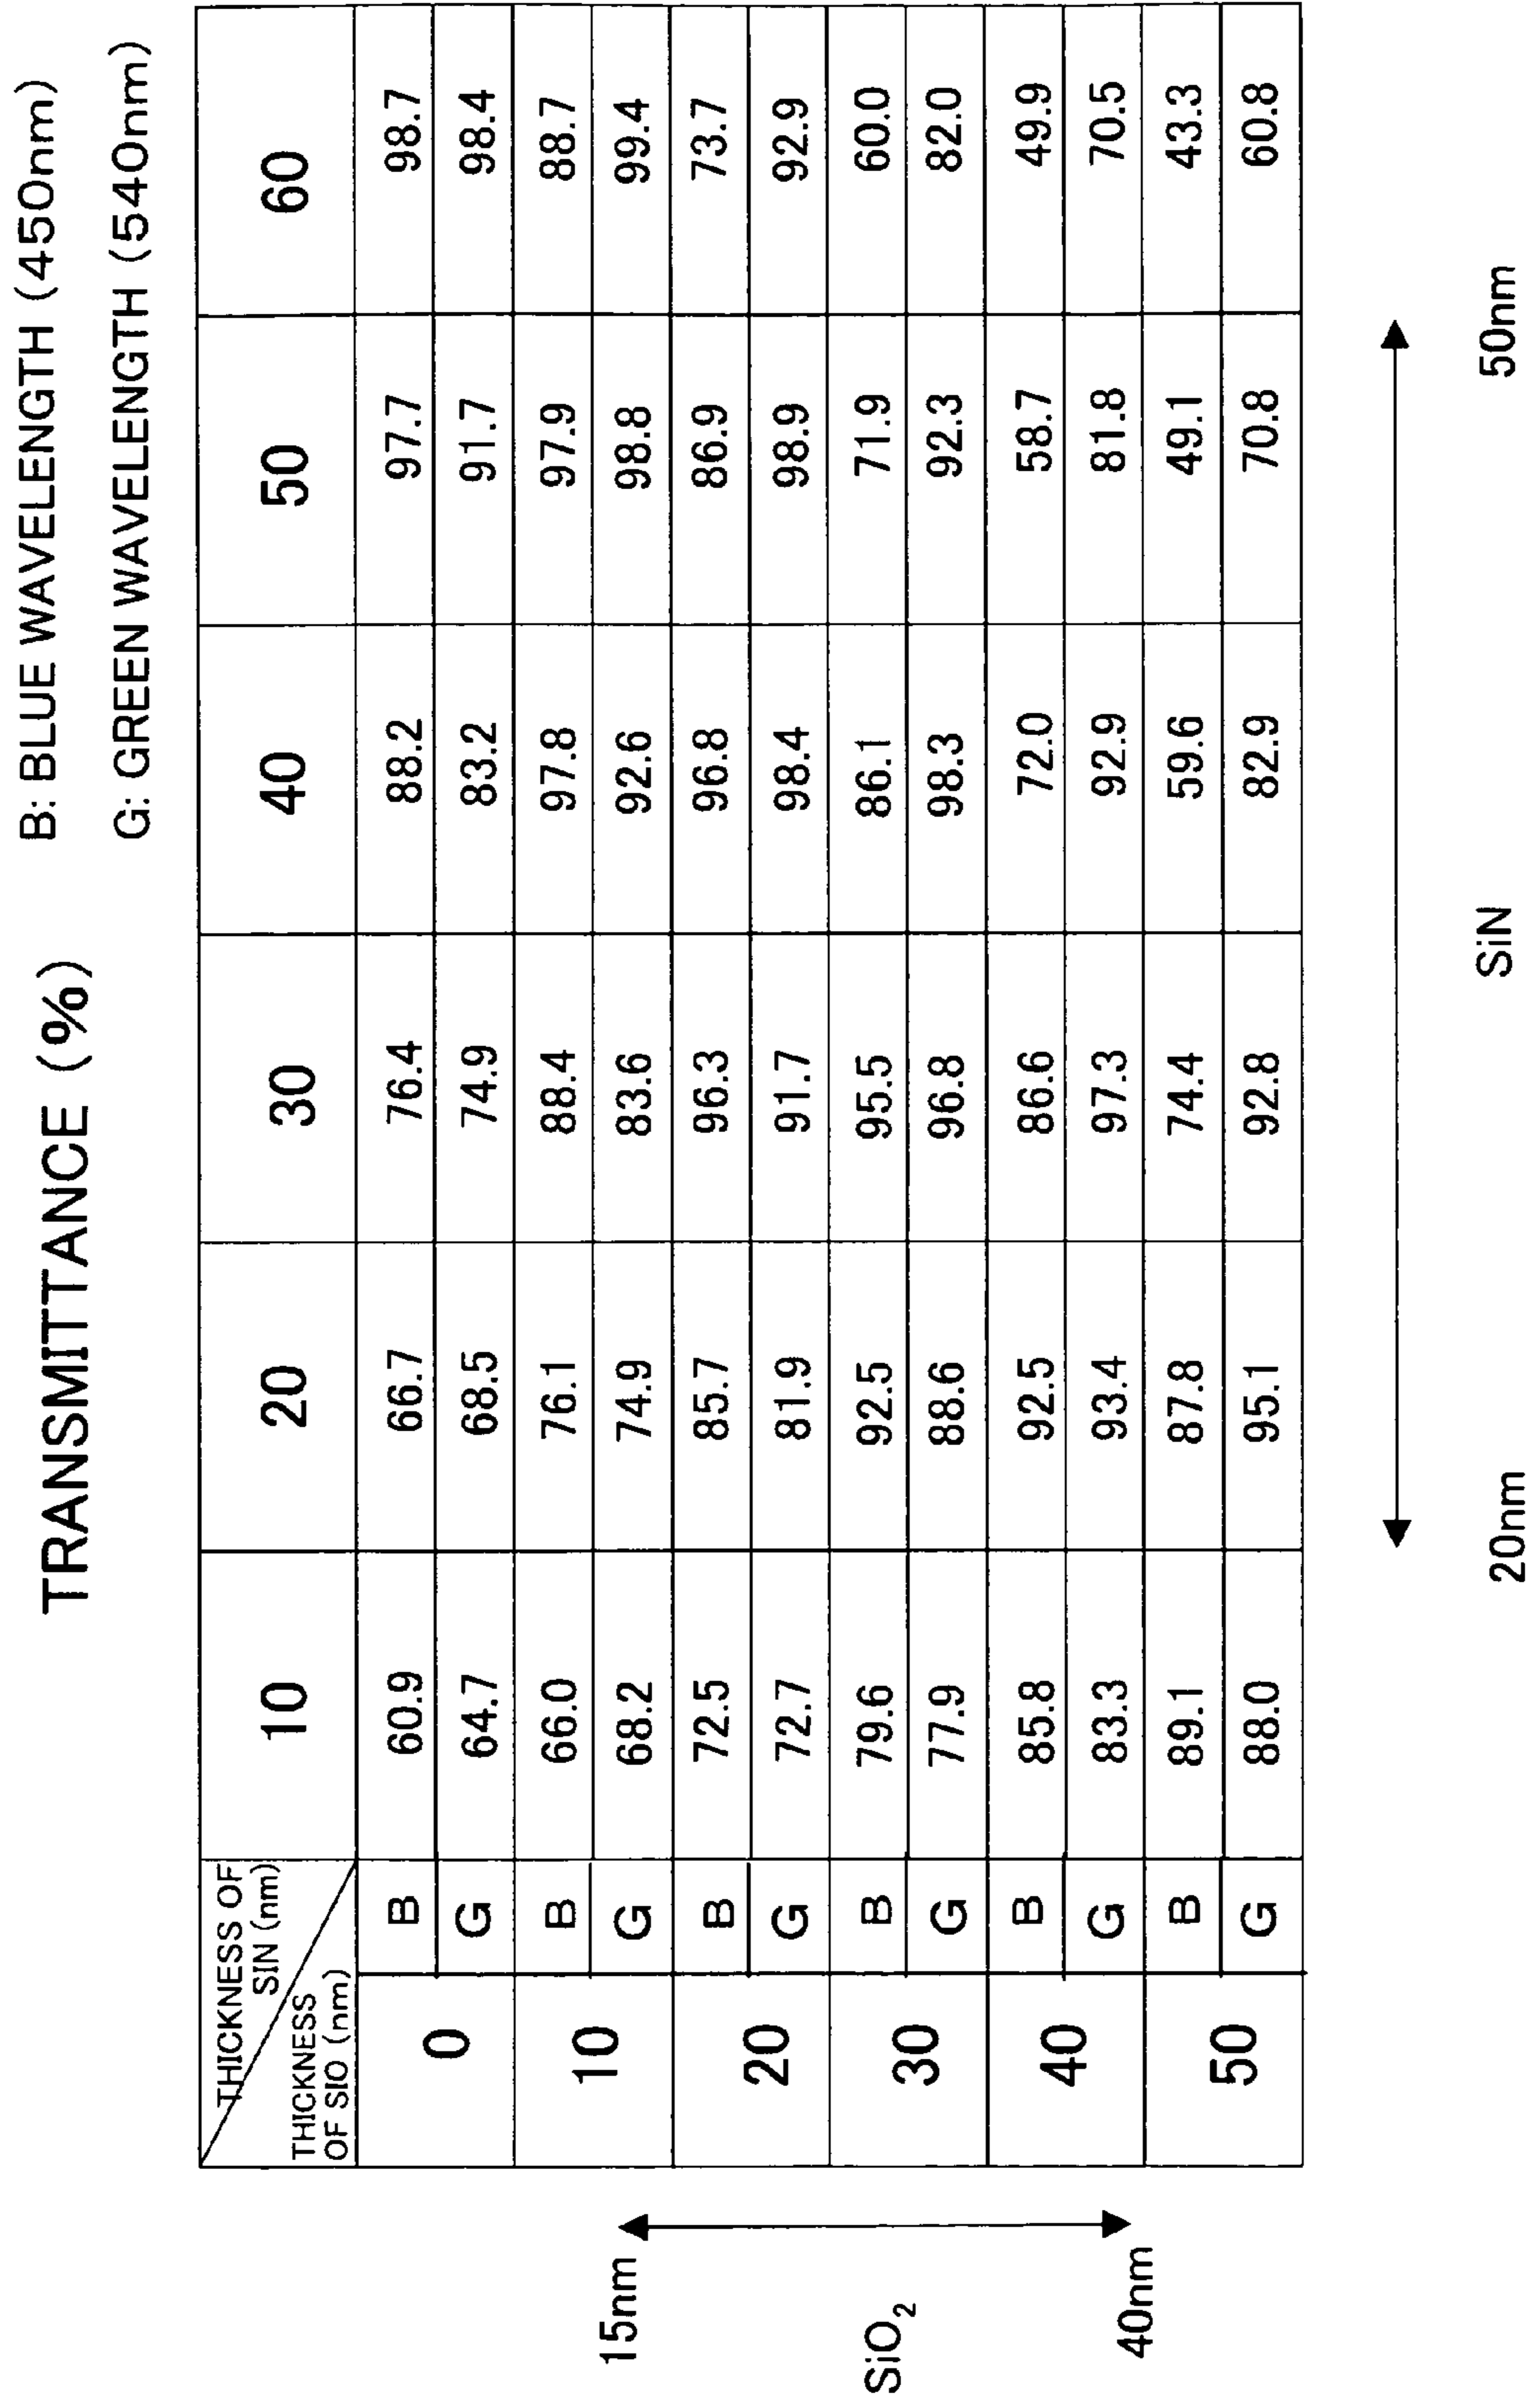 TRANSMITTANCE (%)
B: BLUE WAVELENGTH (450nm)
G: GREEN WAVELENGTH (540nm)
THICKNESS OF SIN (nm)
THICKNESS OF SIO (nm)
10 20 30 40 50 60
0 B 60.9 66.7 76.4 88.2 97.7 98.7
G 64.7 68.5 74.9 83.2 91.7 98.4
10 B 66.0 76.1 88.4 97.8 97.9 88.7
G 68.2 74.9 83.6 92.6 98.8 99.4
20 B 72.5 85.7 96.3 96.8 86.9 73.7
G 72.7 81.9 91.7 98.4 98.9 92.9
30 B 79.6 92.5 95.5 86.1 71.9 60.0
G 77.9 88.6 96.8 98.3 92.3 82.0
40 B 85.8 92.5 86.6 72.0 58.7 49.9
G 83.3 93.4 97.3 92.9 81.8 70.5
50 B 89.1 87.8 74.4 59.6 49.1 43.3
G 88.0 95.1 92.8 82.9 70.8 60.8
15nm
SiO₂
40nm
20nm SiN 50nm